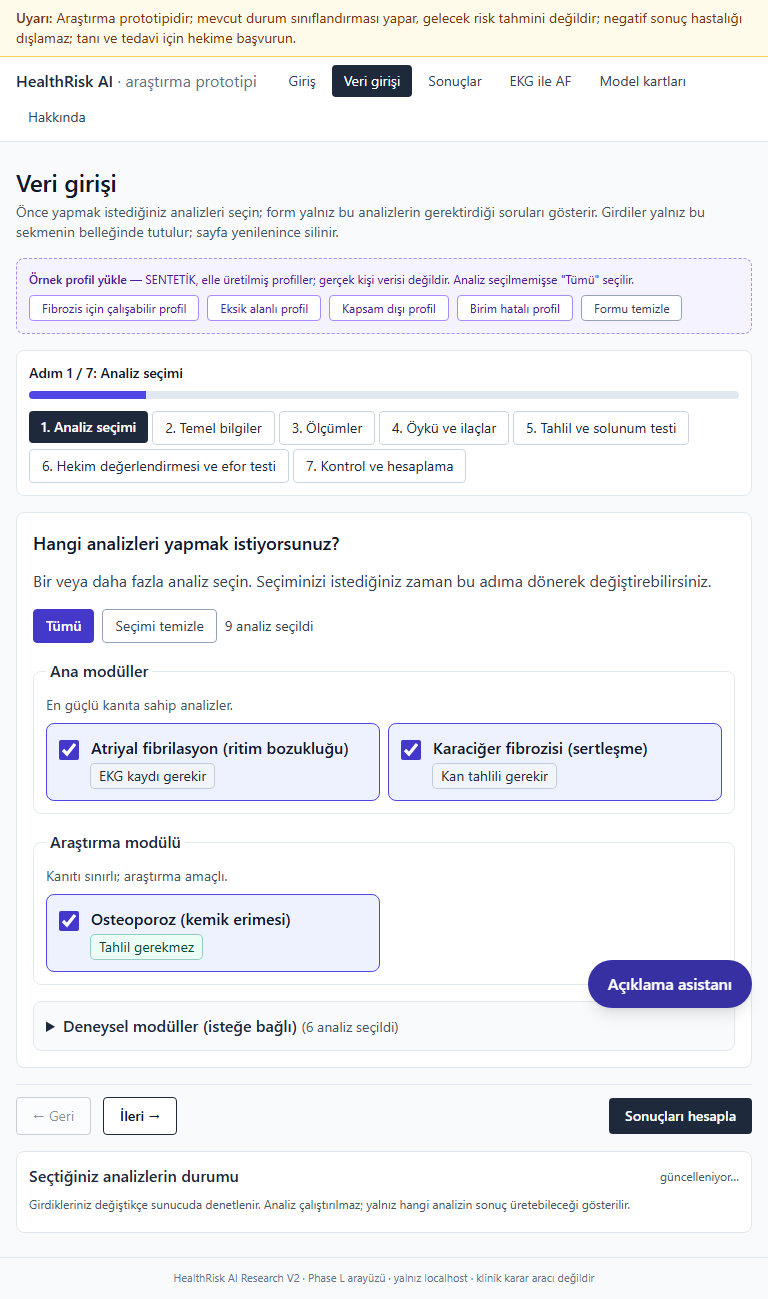 Uyarı: Araştırma prototipidir; mevcut durum sınıflandırması yapar, gelecek risk tahmini değildir; negatif sonuç hastalığı
dışlamaz; tanı ve tedavi için hekime başvurun.
HealthRisk AI · araştırma prototipi Giriş Veri girişi Sonuçlar EKG ile AF Model kartları
Hakkında
Veri girişi
Önce yapmak istediğiniz analizleri seçin; form yalnız bu analizlerin gerektirdiği soruları gösterir. Girdiler yalnız bu
sekmenin belleğinde tutulur; sayfa yenilenince silinir.
Örnek profil yükle — SENTETİK, elle üretilmiş profiller; gerçek kişi verisi değildir. Analiz seçilmemişse "Tümü" seçilir.
Fibrozis için çalışabilir profil Eksik alanlı profil Kapsam dışı profil Birim hatalı profil Formu temizle
Adım 1 / 7: Analiz seçimi
1. Analiz seçimi 2. Temel bilgiler 3. Ölçümler 4. Öykü ve ilaçlar 5. Tahlil ve solunum testi
6. Hekim değerlendirmesi ve efor testi 7. Kontrol ve hesaplama
Hangi analizleri yapmak istiyorsunuz?
Bir veya daha fazla analiz seçin. Seçiminizi istediğiniz zaman bu adıma dönerek değiştirebilirsiniz.
Tümü Seçimi temizle 9 analiz seçildi
Ana modüller
En güçlü kanıta sahip analizler.
Atriyal fibrilasyon (ritim bozukluğu) Karaciğer fibrozisi (sertleşme)
EKG kaydı gerekir Kan tahlili gerekir
Araştırma modülü
Kanıtı sınırlı; araştırma amaçlı.
Osteoporoz (kemik erimesi)
Tahlil gerekmez
Açıklama asistanı
▶ Deneysel modüller (isteğe bağlı) (6 analiz seçildi)
← Geri İleri → Sonuçları hesapla
Seçtiğiniz analizlerin durumu güncelleniyor...
Girdikleriniz değiştikçe sunucuda denetlenir. Analiz çalıştırılmaz; yalnız hangi analizin sonuç üretebileceği gösterilir.
HealthRisk AI Research V2 · Phase L arayüzü · yalnız localhost · klinik karar aracı değildir